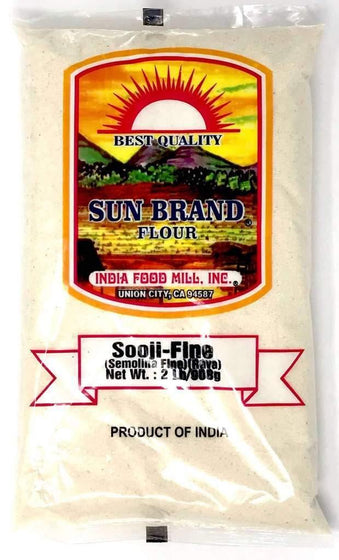 BEST QUALITY
SUN BRAND®
FLOUR
INDIA FOOD MILL, INC.®
UNION CITY, CA 94587
Sooji-Fine
(Semolina Fine)(Rava)
Net Wt. : 2 Lb/908g
PRODUCT OF INDIA